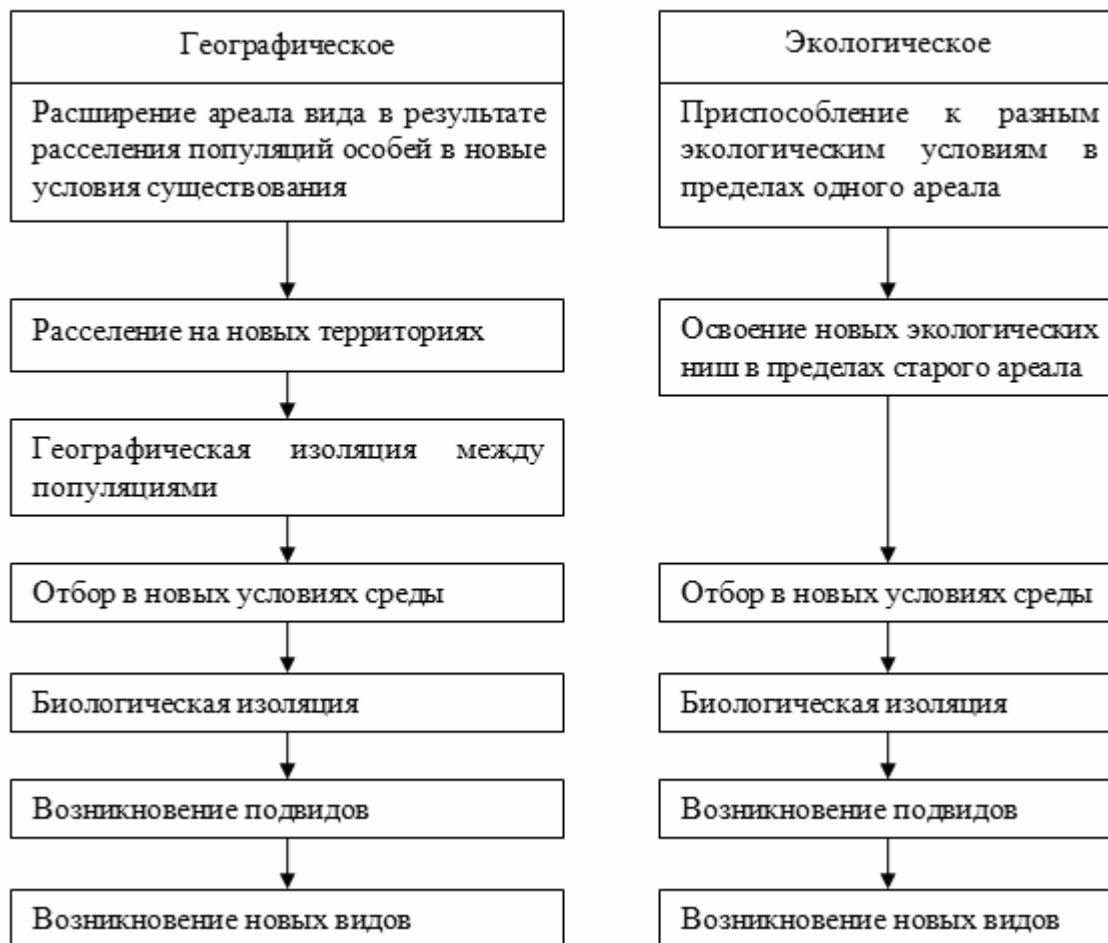 Географическое
Расширение ареала вида в результате
расселения популяций особей в новые
условия существования
Расселение на новых территориях
Географическая изоляция между
популяциями
Отбор в новых условиях среды
Биологическая изоляция
Возникновение подвидов
Возникновение новых видов
Экологическое
Приспособление к разным
экологическим условиям в
пределах одного ареала
Освоение новых экологических
ниш в пределах старого ареала
Отбор в новых условиях среды
Биологическая изоляция
Возникновение подвидов
Возникновение новых видов